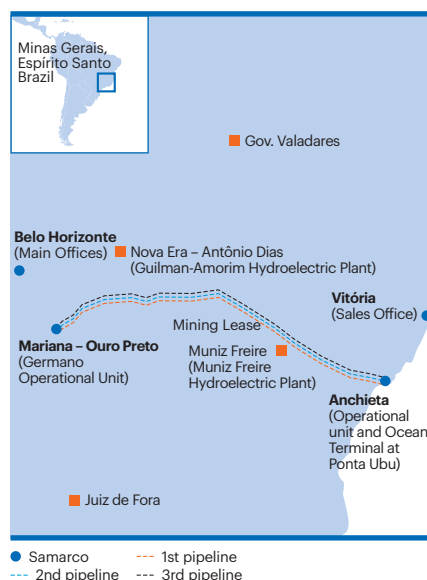 Minas Gerais,
Espírito Santo
Brazil
Gov. Valadares
Belo Horizonte
(Main Offices)
Nova Era – Antônio Dias
(Guilman-Amorim Hydroelectric Plant)
Vitória
(Sales Office)
Mining Lease
Mariana – Ouro Preto
(Germano
Operational Unit)
Muniz Freire
(Muniz Freire
Hydroelectric Plant)
Anchieta
(Operational
unit and Ocean
Terminal at
Ponta Ubu)
Juiz de Fora
Samarco
1st pipeline
2nd pipeline
3rd pipeline